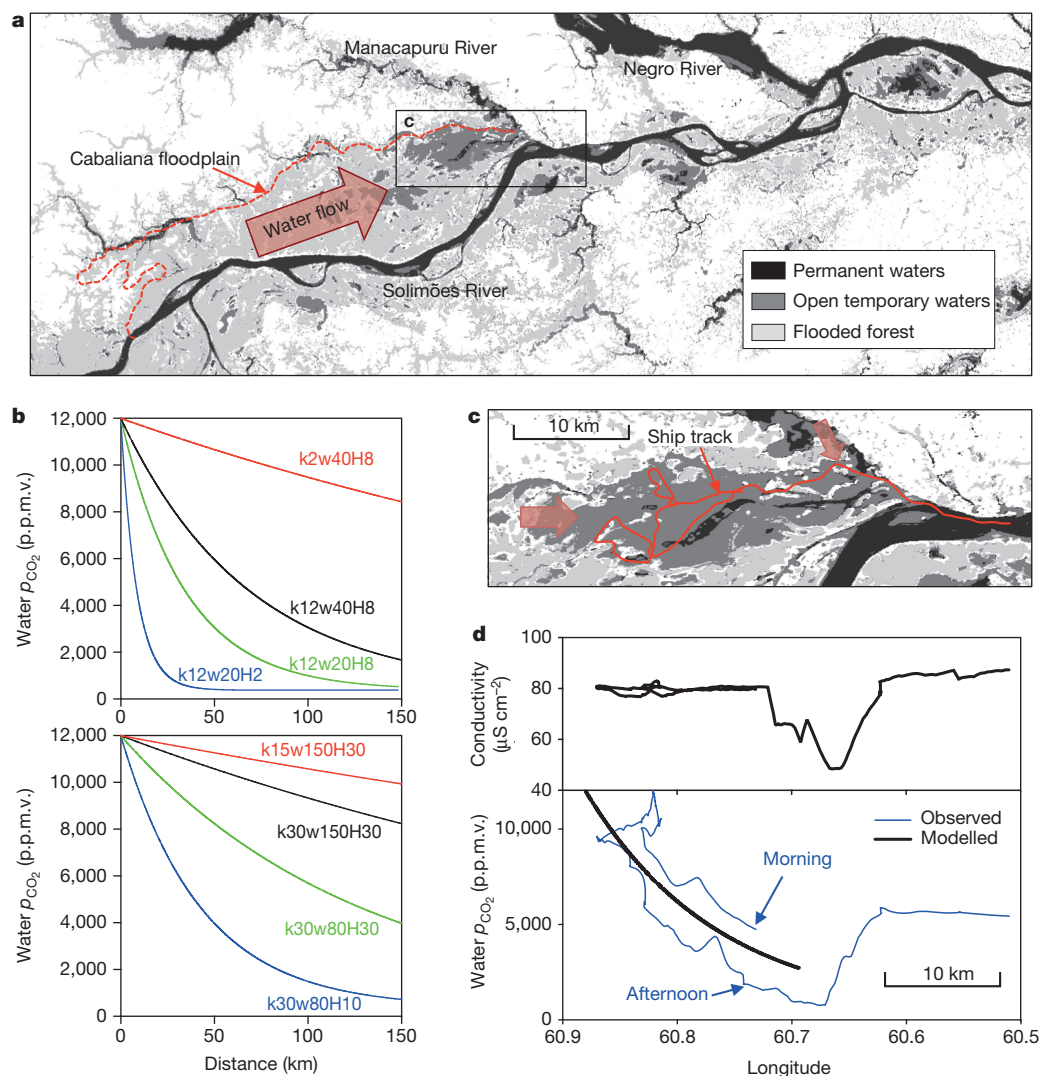 a
Manacapuru River
Negro River
c
Cabaliana floodplain
Water flow
Solimões River
Permanent waters
Open temporary waters
Flooded forest
b
12,000
10,000
8,000
6,000
4,000
2,000
0
Water pCO2 (p.p.m.v.)
k2w40H8
k12w40H8
k12w20H8
k12w20H2
0
50
100
150
12,000
10,000
8,000
6,000
4,000
2,000
0
Water pCO2 (p.p.m.v.)
k15w150H30
k30w150H30
k30w80H30
k30w80H10
0
50
100
150
Distance (km)
c
10 km
Ship track
d
100
80
60
40
Conductivity
(µS cm−2)
10,000
5,000
0
Water pCO2 (p.p.m.v.)
Observed
Modelled
Morning
Afternoon
10 km
60.9
60.8
60.7
60.6
60.5
Longitude